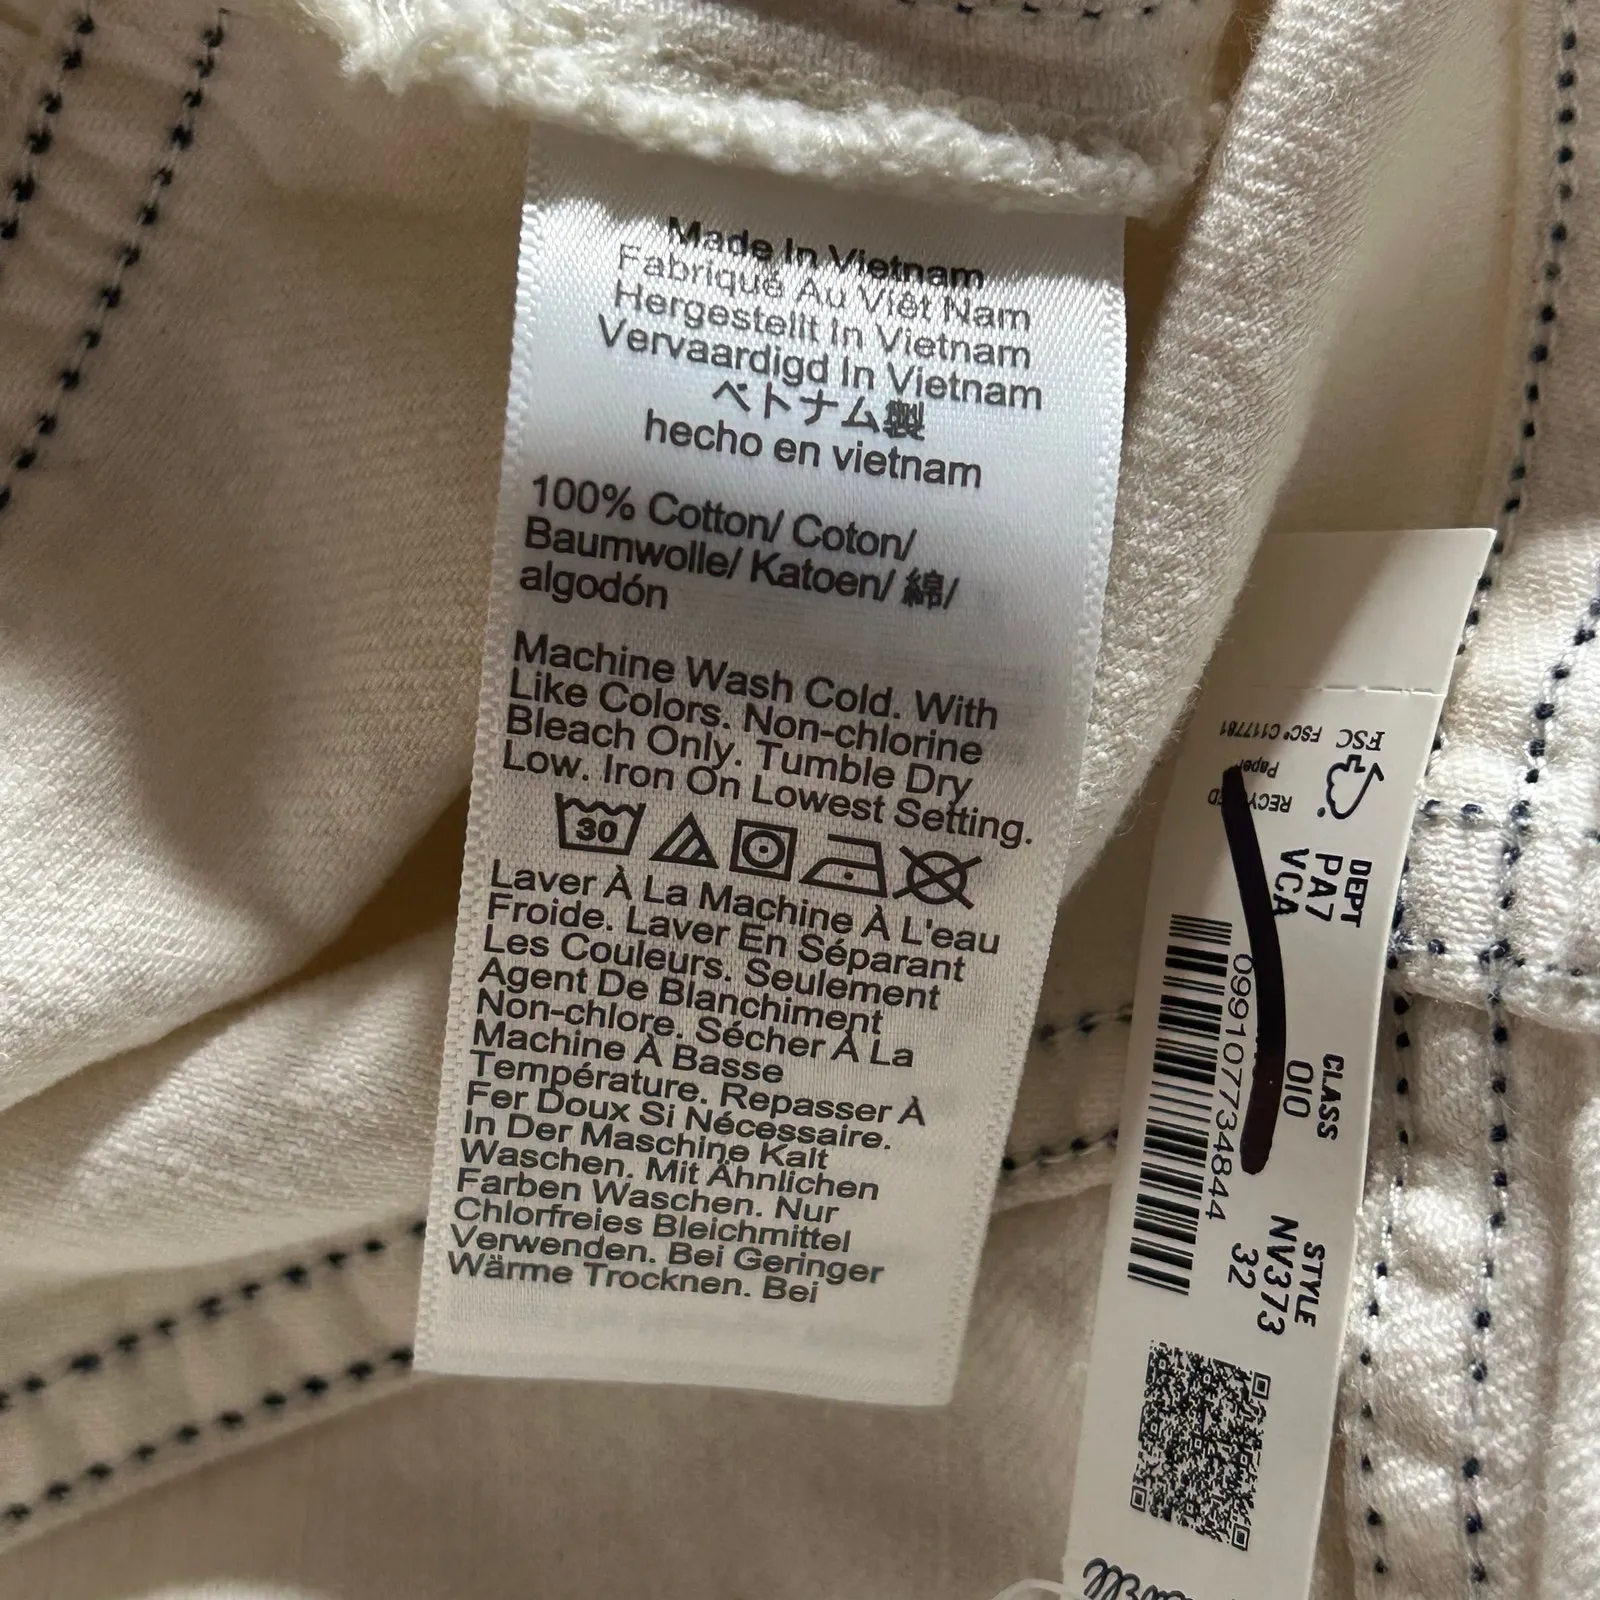 Made In Vietnam
Fabriqué Au Viêt Nam
Hergestellt In Vietnam
Vervaardigd In Vietnam
ベトナム製
hecho en vietnam
100% Cotton/ Coton/
Baumwolle/ Katoen/ 綿/
algodón
Machine Wash Cold. With
Like Colors. Non-chlorine
Bleach Only. Tumble Dry
Low. Iron On Lowest Setting.
30
Laver À La Machine À L'eau
Froide. Laver En Séparant
Les Couleurs. Seulement
Agent De Blanchiment
Non-chlore. Sécher À La
Machine À Basse
Température. Repasser À
Fer Doux Si Nécessaire.
In Der Maschine Kalt
Waschen. Mit Ähnlichen
Farben Waschen. Nur
Chlorfreies Bleichmittel
Verwenden. Bei Geringer
Wärme Trocknen. Bei
FSC FSC® C117781
RECYCLED
Paper
DEPT CLASS STYLE
PA7 010 NV373
VCA 32
099107734844